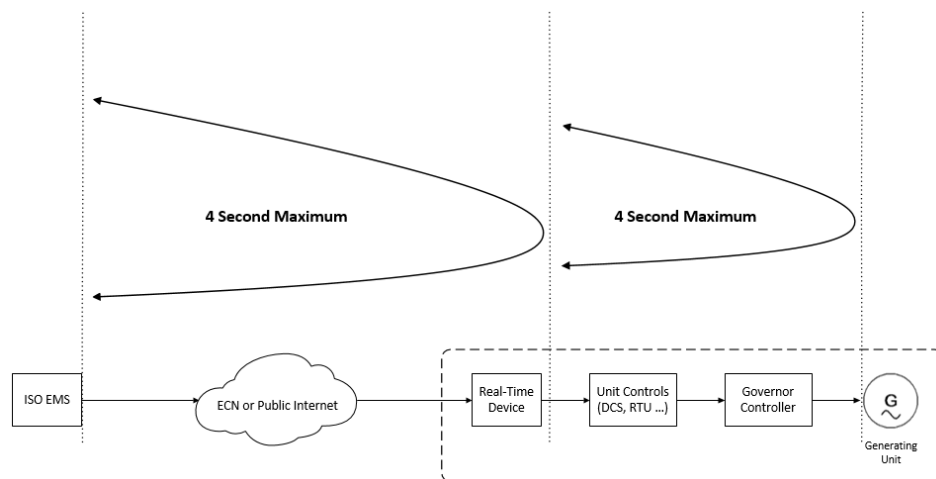 4 Second Maximum
4 Second Maximum
ISO EMS
ECN or Public Internet
Real-Time
Device
Unit Controls
(DCS, RTU ...)
Governor
Controller
G
Generating
Unit